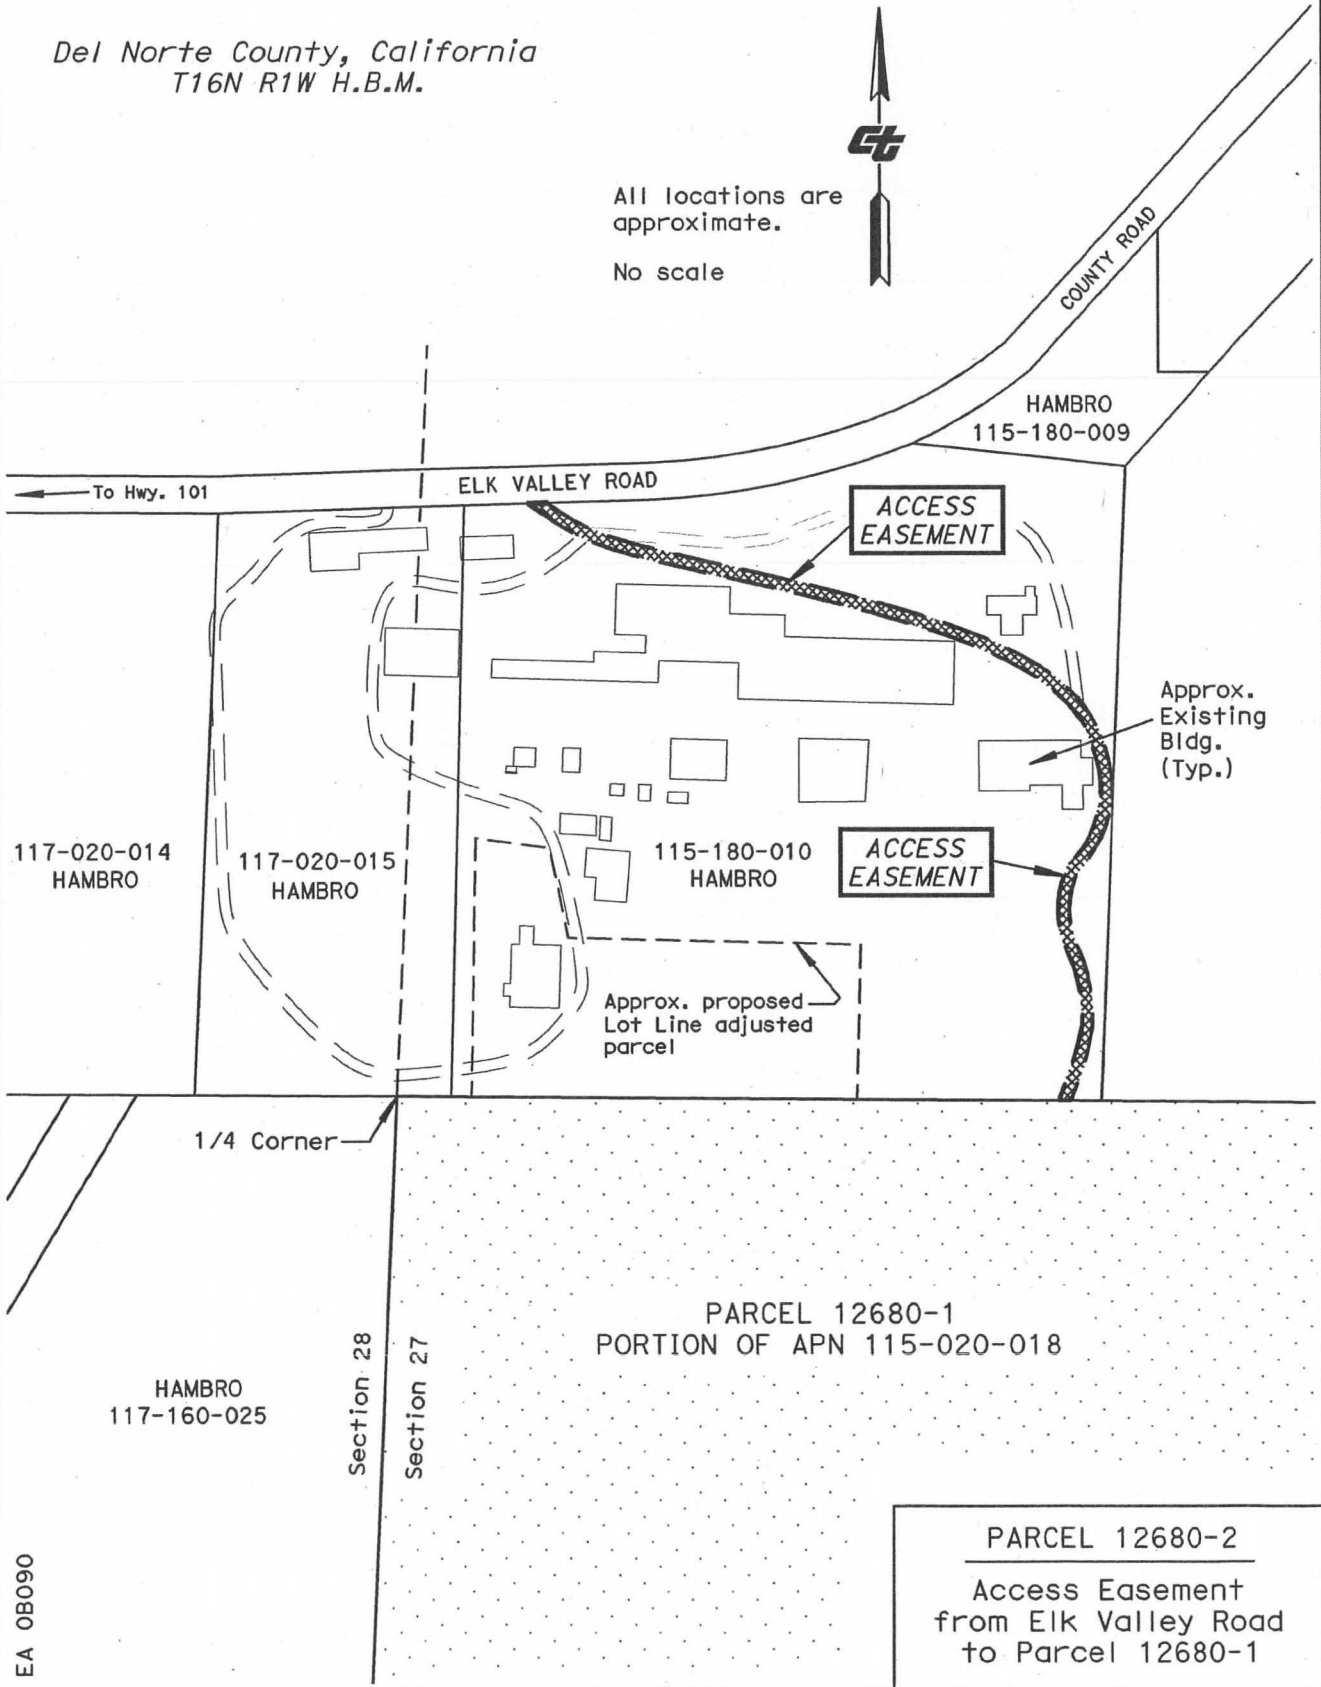 Del Norte County, California
T16N R1W H.B.M.
Ct
All locations are
approximate.
No scale
COUNTY ROAD
HAMBRO
115-180-009
To Hwy. 101
ELK VALLEY ROAD
ACCESS
EASEMENT
Approx.
Existing
Bldg.
(Typ.)
117-020-014
HAMBRO
117-020-015
HAMBRO
115-180-010
HAMBRO
ACCESS
EASEMENT
Approx. proposed
Lot Line adjusted
parcel
1/4 Corner
PARCEL 12680-1
PORTION OF APN 115-020-018
Section 28
Section 27
HAMBRO
117-160-025
EA 0B090
PARCEL 12680-2
Access Easement
from Elk Valley Road
to Parcel 12680-1